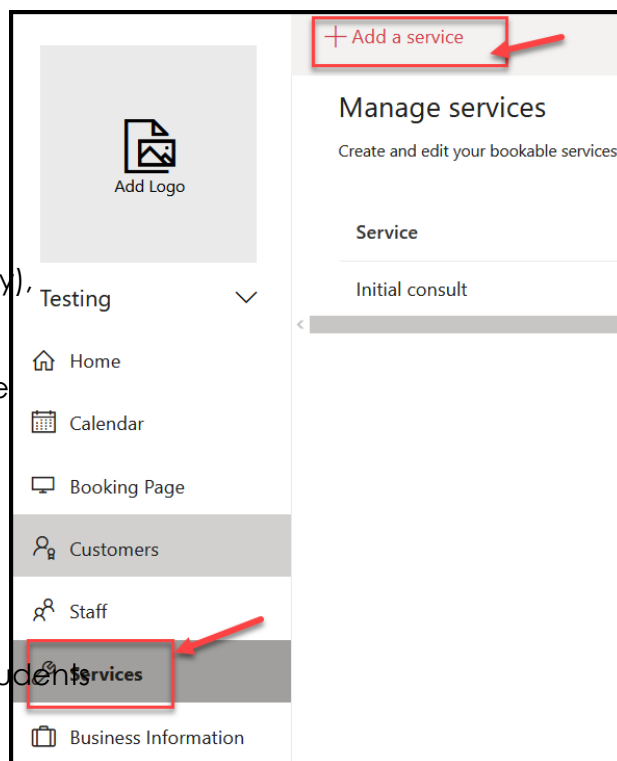 + Add a service
Manage services
Create and edit your bookable services
Add Logo
Service
y),
Testing
Initial consult
Home
e
Calendar
Booking Page
Customers
Staff
udents
Services
Business Information